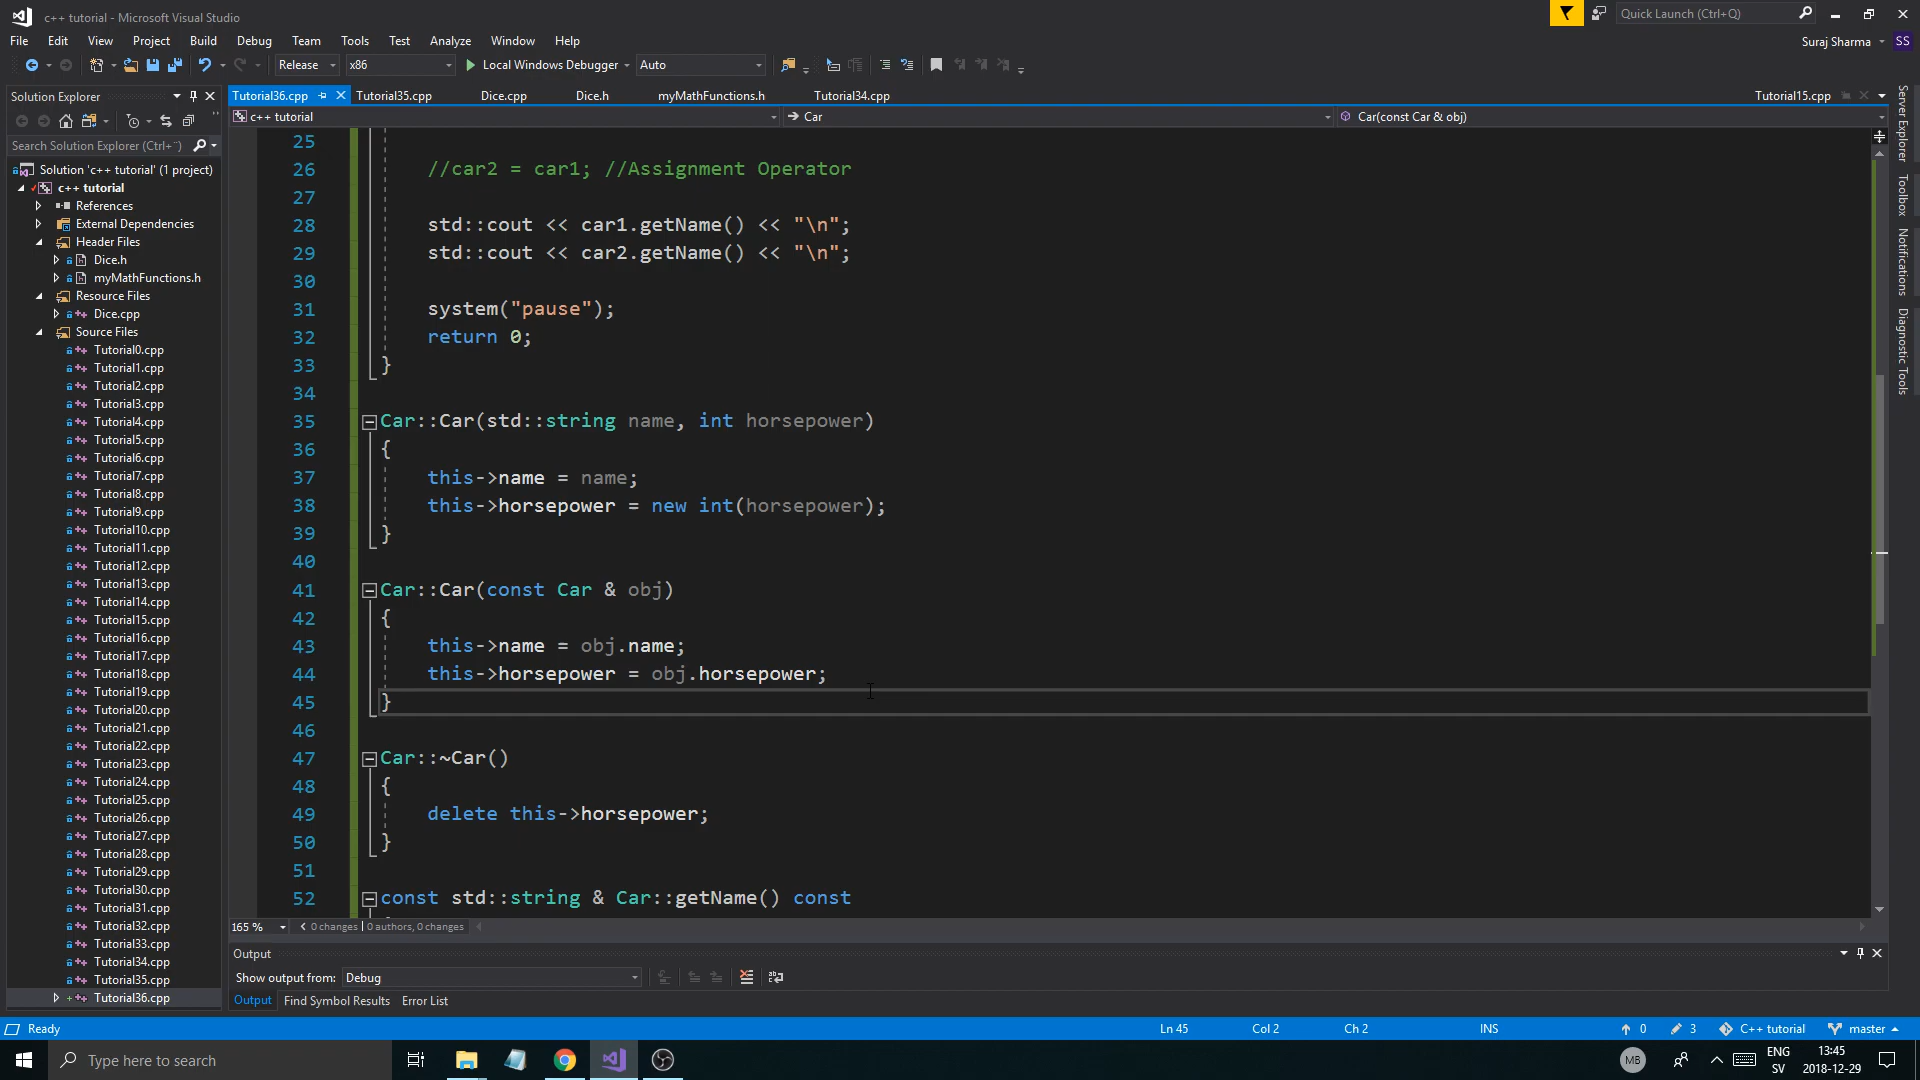 c++ tutorial - Microsoft Visual Studio
Quick Launch (Ctrl+Q)
File Edit View Project Build Debug Team Tools Test Analyze Window Help
Suraj Sharma SS
Release x86 Local Windows Debugger Auto
Solution Explorer
Tutorial36.cpp Tutorial35.cpp Dice.cpp Dice.h myMathFunctions.h Tutorial34.cpp Tutorial15.cpp
c++ tutorial Car Car(const Car & obj)
Search Solution Explorer (Ctrl+¨)
Solution 'c++ tutorial' (1 project)
c++ tutorial
References
External Dependencies
Header Files
Dice.h
myMathFunctions.h
Resource Files
Dice.cpp
Source Files
Tutorial0.cpp
Tutorial1.cpp
Tutorial2.cpp
Tutorial3.cpp
Tutorial4.cpp
Tutorial5.cpp
Tutorial6.cpp
Tutorial7.cpp
Tutorial8.cpp
Tutorial9.cpp
Tutorial10.cpp
Tutorial11.cpp
Tutorial12.cpp
Tutorial13.cpp
Tutorial14.cpp
Tutorial15.cpp
Tutorial16.cpp
Tutorial17.cpp
Tutorial18.cpp
Tutorial19.cpp
Tutorial20.cpp
Tutorial21.cpp
Tutorial22.cpp
Tutorial23.cpp
Tutorial24.cpp
Tutorial25.cpp
Tutorial26.cpp
Tutorial27.cpp
Tutorial28.cpp
Tutorial29.cpp
Tutorial30.cpp
Tutorial31.cpp
Tutorial32.cpp
Tutorial33.cpp
Tutorial34.cpp
Tutorial35.cpp
Tutorial36.cpp
25
26 //car2 = car1; //Assignment Operator
27
28 std::cout << car1.getName() << "\n";
29 std::cout << car2.getName() << "\n";
30
31 system("pause");
32 return 0;
33 }
34
35 Car::Car(std::string name, int horsepower)
36 {
37 this->name = name;
38 this->horsepower = new int(horsepower);
39 }
40
41 Car::Car(const Car & obj)
42 {
43 this->name = obj.name;
44 this->horsepower = obj.horsepower;
45 }
46
47 Car::~Car()
48 {
49 delete this->horsepower;
50 }
51
52 const std::string & Car::getName() const
165 % 0 changes | 0 authors, 0 changes
Output
Show output from: Debug
Output Find Symbol Results Error List
Server Explorer
Toolbox
Notifications
Diagnostic Tools
Ready Ln 45 Col 2 Ch 2 INS 0 3 C++ tutorial master
Type here to search
MB ENG 13:45
SV 2018-12-29